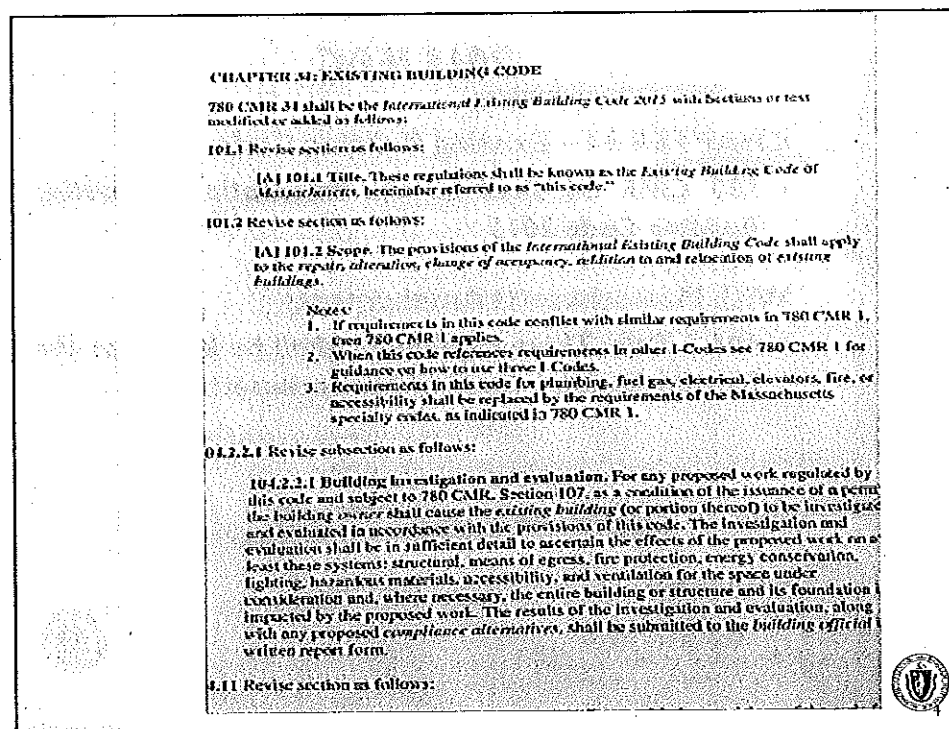 CHAPTER 34: EXISTING BUILDING CODE
780 CMR 34 shall be the International Existing Building Code 2015 with Sections or text
modified or added as follows:
101.1 Revise section as follows:
[A] 101.1 Title. These regulations shall be known as the Existing Building Code of
Massachusetts, hereinafter referred to as "this code."
101.2 Revise section as follows:
[A] 101.2 Scope. The provisions of the International Existing Building Code shall apply
to the repair, alteration, change of occupancy, addition to and relocation of existing
buildings.
Notes:
1. If requirements in this code conflict with similar requirements in 780 CMR 1,
then 780 CMR 1 applies.
2. When this code references requirements in other I-Codes see 780 CMR 1 for
guidance on how to use those I-Codes.
3. Requirements in this code for plumbing, fuel gas, electrical, elevators, fire, or
accessibility shall be replaced by the requirements of the Massachusetts
specialty codes, as indicated in 780 CMR 1.
04.2.2.1 Revise subsection as follows:
104.2.2.1 Building Investigation and evaluation. For any proposed work regulated by
this code and subject to 780 CMR, Section 107, as a condition of the issuance of a perm
the building owner shall cause the existing building (or portion thereof) to be investigate
and evaluated in accordance with the provisions of this code. The investigation and
evaluation shall be in sufficient detail to ascertain the effects of the proposed work on a
least these systems: structural, means of egress, fire protection, energy conservation,
lighting, hazardous materials, accessibility, and ventilation for the space under
consideration and, where necessary, the entire building or structure and its foundation i
impacted by the proposed work. The results of the investigation and evaluation, along
with any proposed compliance alternatives, shall be submitted to the building official i
written report form.
4.11 Revise section as follows: